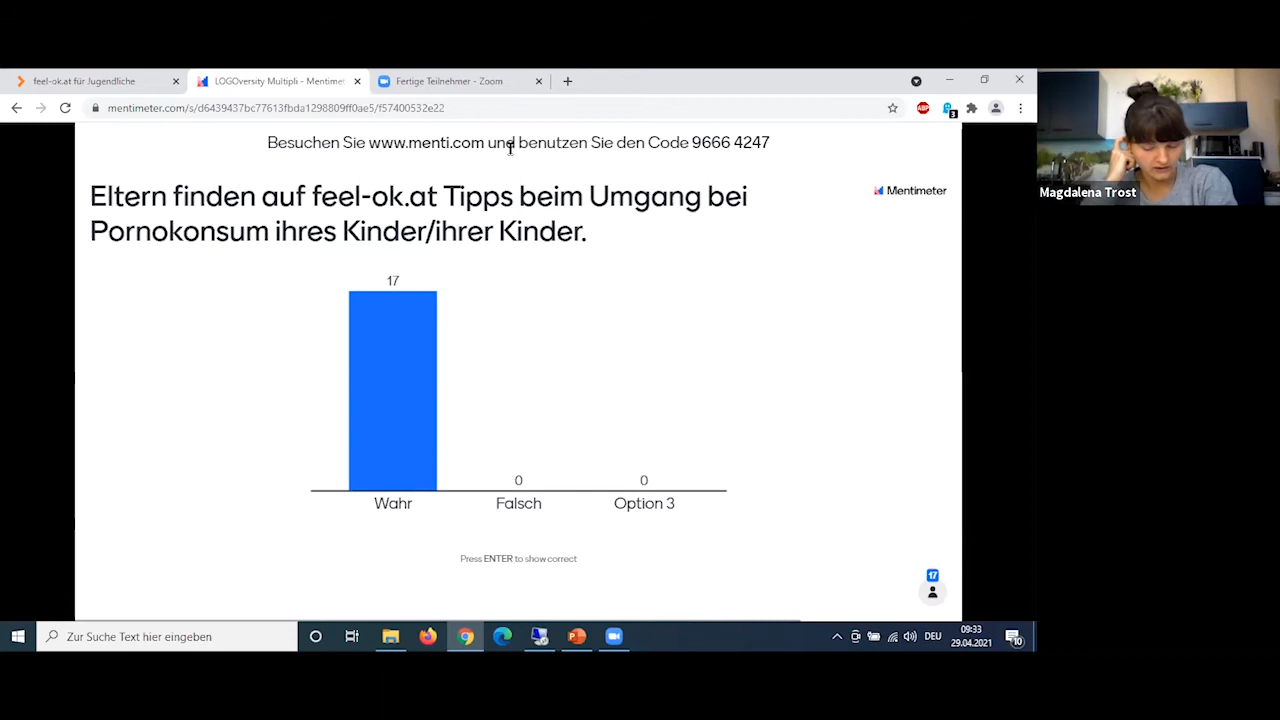 feel-ok.at für Jugendliche
LOGOversity Multipli - Mentimet
Fertige Teilnehmer - Zoom
mentimeter.com/s/d6439437bc77613fbda1298809ff0ae5/f57400532e22
ABP
3
Besuchen Sie www.menti.com und benutzen Sie den Code 9666 4247
Eltern finden auf feel-ok.at Tipps beim Umgang bei
Pornokonsum ihres Kinder/ihrer Kinder.
Mentimeter
Magdalena Trost
17
0
0
Wahr
Falsch
Option 3
Press ENTER to show correct
17
Zur Suche Text hier eingeben
DEU
09:33
29.04.2021
10